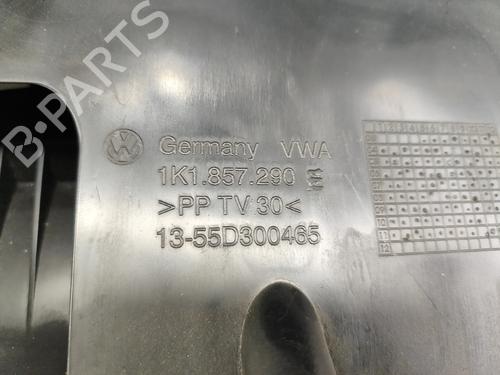 B-PARTS
Germany VWA
1K1.857.290
>PP TV 30<
13-55D300465